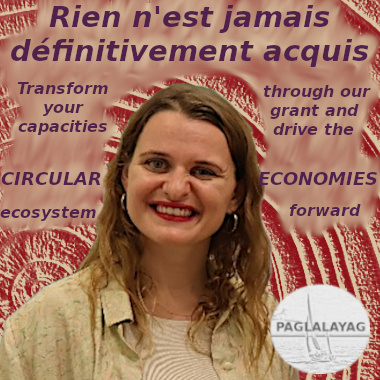 Rien n'est jamais
définitivement acquis
Transform
your
capacities
through our
grant and
drive the
CIRCULAR
ECONOMIES
ecosystem
forward
PAGLALAYAG